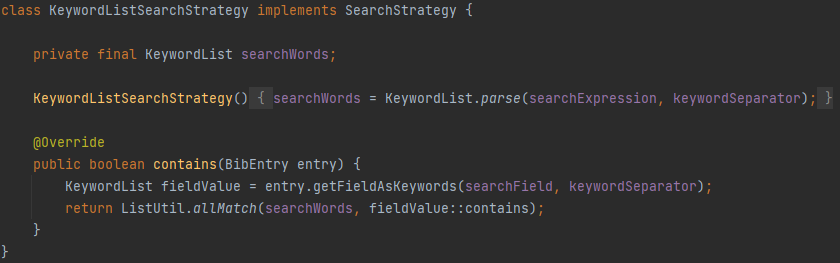 class KeywordListSearchStrategy implements SearchStrategy {
private final KeywordList searchWords;
KeywordListSearchStrategy() { searchWords = KeywordList.parse(searchExpression, keywordSeparator); }
@Override
public boolean contains(BibEntry entry) {
KeywordList fieldValue = entry.getFieldAsKeywords(searchField, keywordSeparator);
return ListUtil.allMatch(searchWords, fieldValue::contains);
}
}